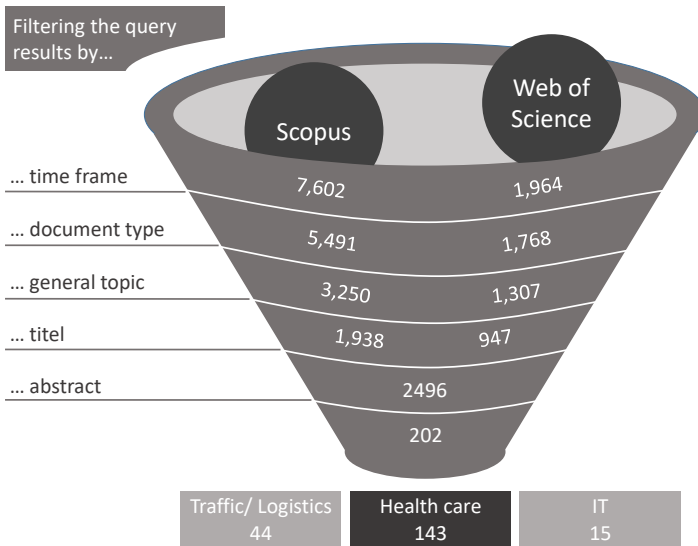 Filtering the query
results by…
Scopus
Web of
Science
… time frame
7,602
1,964
… document type
5,491
1,768
… general topic
3,250
1,307
… titel
1,938
947
… abstract
2496
202
Traffic/ Logistics
44
Health care
143
IT
15